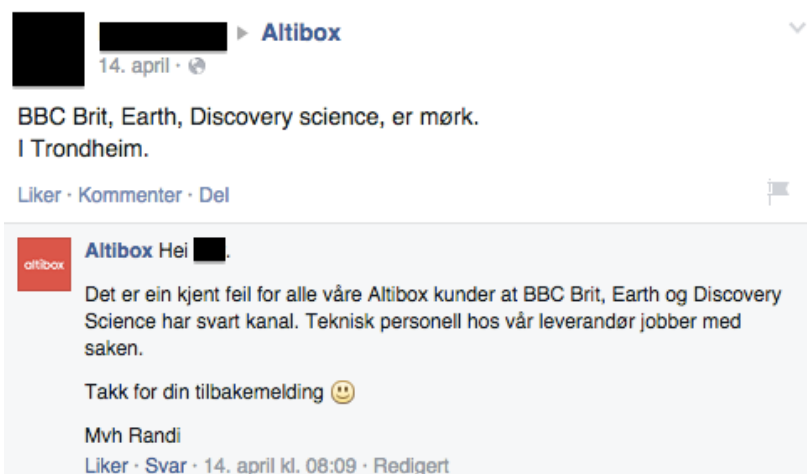 Altibox
14. april ·
BBC Brit, Earth, Discovery science, er mørk.
I Trondheim.
Liker · Kommenter · Del
altibox
Altibox Hei .
Det er ein kjent feil for alle våre Altibox kunder at BBC Brit, Earth og Discovery
Science har svart kanal. Teknisk personell hos vår leverandør jobber med
saken.
Takk for din tilbakemelding 🙂
Mvh Randi
Liker · Svar · 14. april kl. 08:09 · Redigert